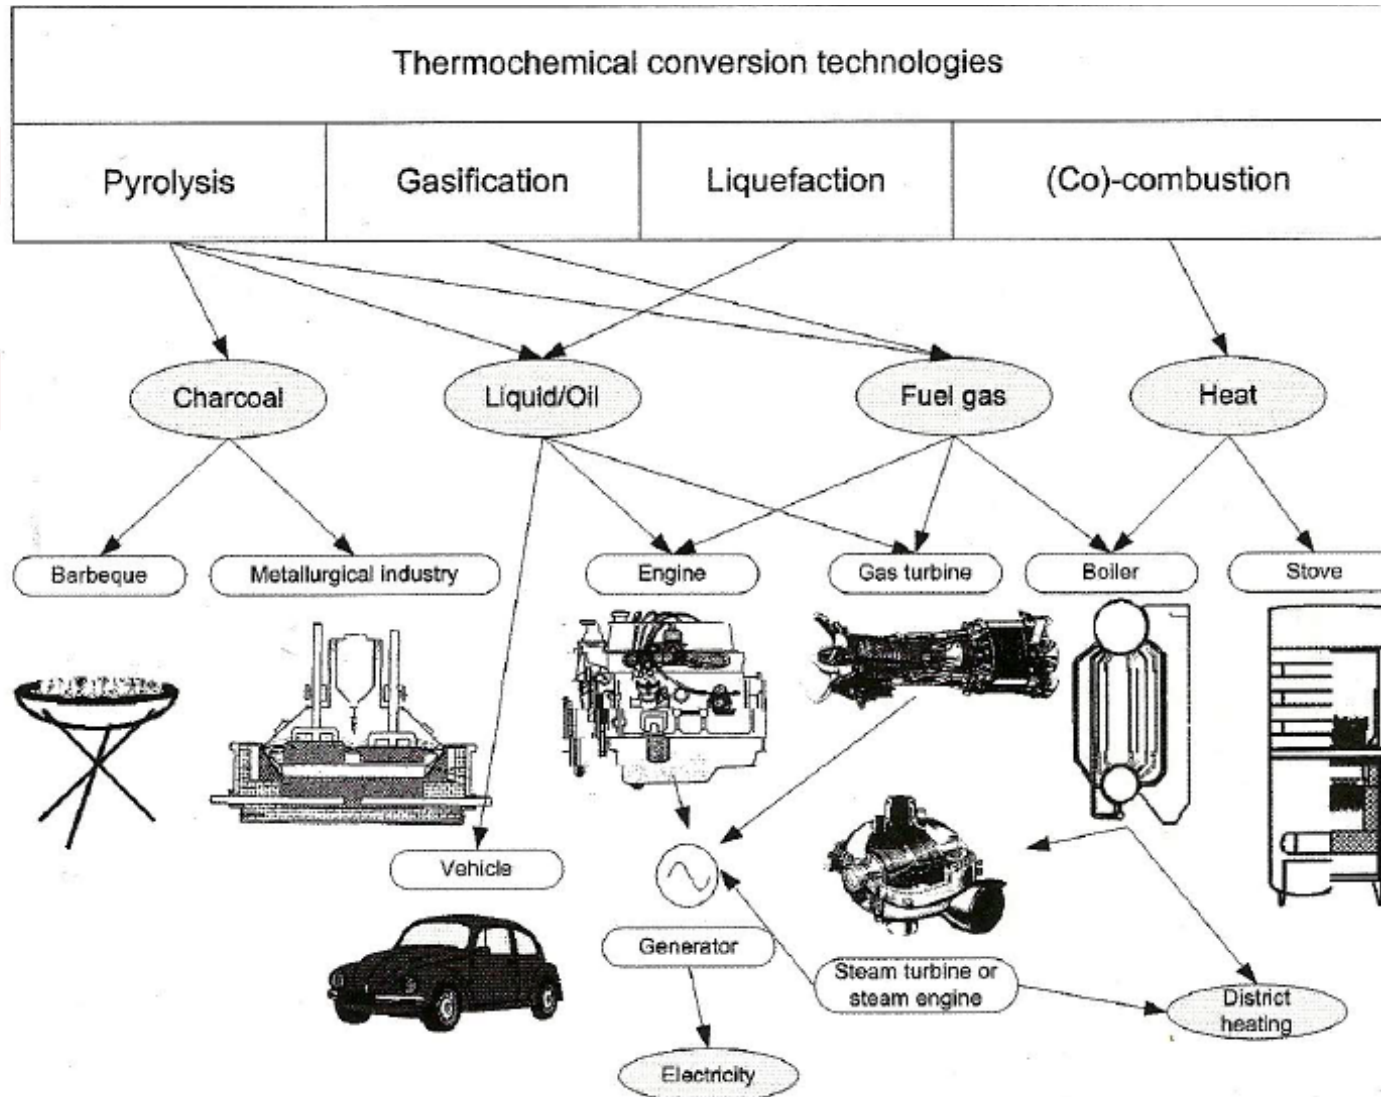 Thermochemical conversion technologies
Pyrolysis
Gasification
Liquefaction
(Co)-combustion
Charcoal
Liquid/Oil
Fuel gas
Heat
Barbeque
Metallurgical industry
Engine
Gas turbine
Boiler
Stove
Vehicle
Generator
Steam turbine or
steam engine
District
heating
Electricity